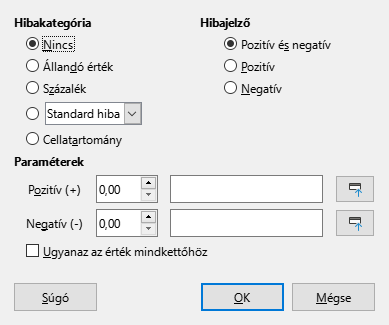 Hibakategória
Nincs
Állandó érték
Százalék
Standard hiba
Cellatartomány
Hibajelző
Pozitív és negatív
Pozitív
Negatív
Paraméterek
Pozitív (+) 0,00
Negatív (-) 0,00
Ugyanaz az érték mindkettőhöz
Súgó OK Mégse